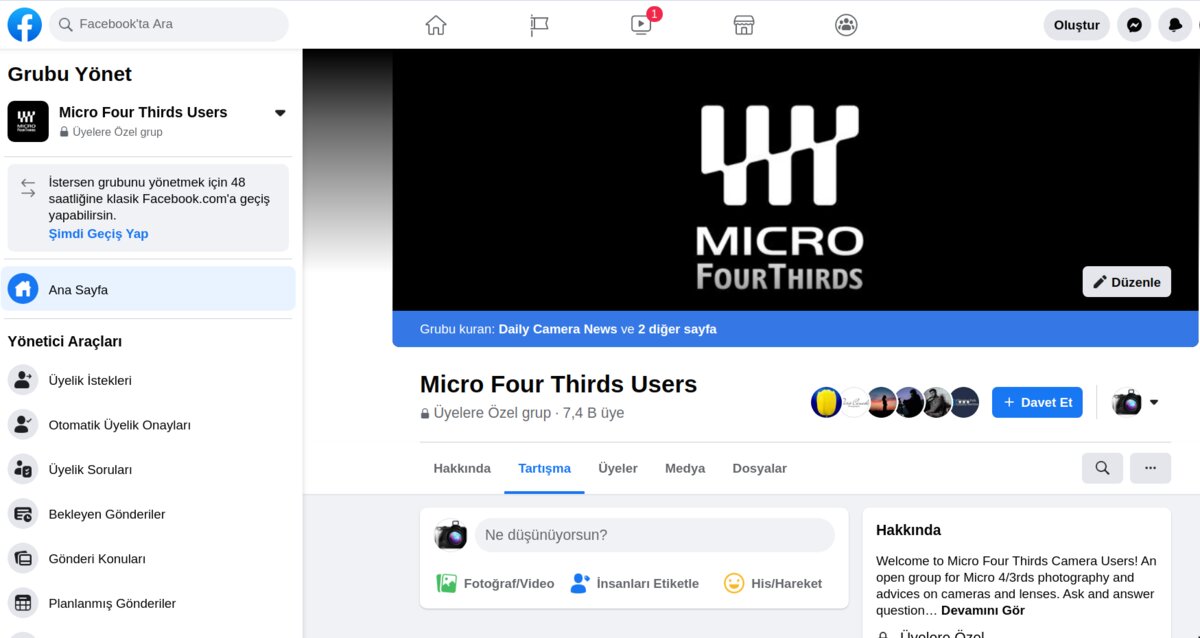 Facebook'ta Ara
1
Oluştur
Grubu Yönet
Micro Four Thirds Users
Üyelere Özel grup
İstersen grubunu yönetmek için 48
saatliğine klasik Facebook.com'a geçiş
yapabilirsin.
Şimdi Geçiş Yap
Ana Sayfa
Yönetici Araçları
Üyelik İstekleri
Otomatik Üyelik Onayları
Üyelik Soruları
Bekleyen Gönderiler
Gönderi Konuları
Planlanmış Gönderiler
MICRO
FOURTHIRDS
Düzenle
Grubu kuran: Daily Camera News ve 2 diğer sayfa
Micro Four Thirds Users
Üyelere Özel grup · 7,4 B üye
+ Davet Et
Hakkında Tartışma Üyeler Medya Dosyalar
Ne düşünüyorsun?
Fotoğraf/Video İnsanları Etiketle His/Hareket
Hakkında
Welcome to Micro Four Thirds Camera Users! An
open group for Micro 4/3rds photography and
advices on cameras and lenses. Ask and answer
question… Devamını Gör
Üyelere Özel